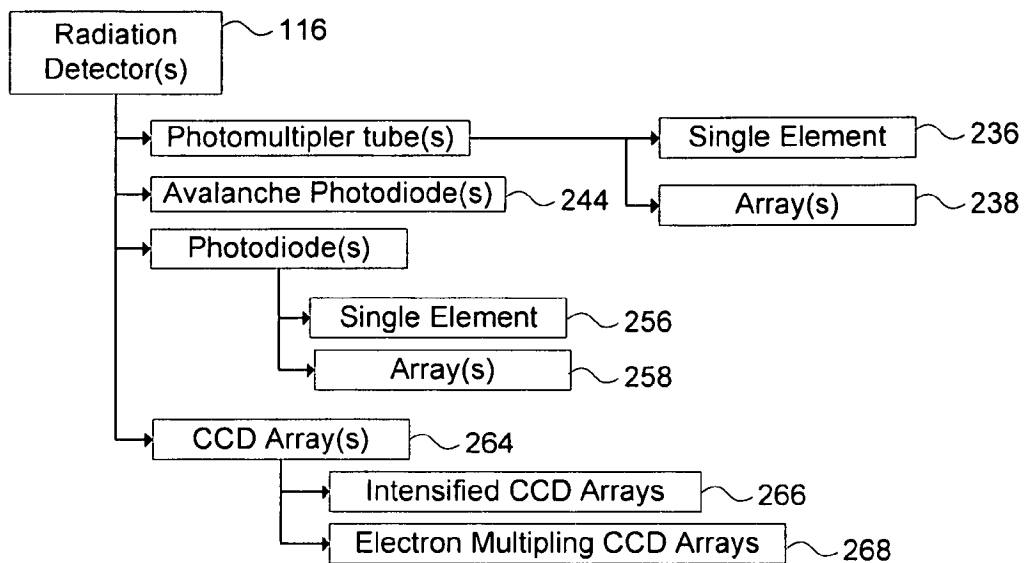 Radiation
Detector(s)
116
Photomultipler tube(s)
Single Element
236
Array(s)
238
Avalanche Photodiode(s)
244
Photodiode(s)
Single Element
256
Array(s)
258
CCD Array(s)
264
Intensified CCD Arrays
266
Electron Multipling CCD Arrays
268